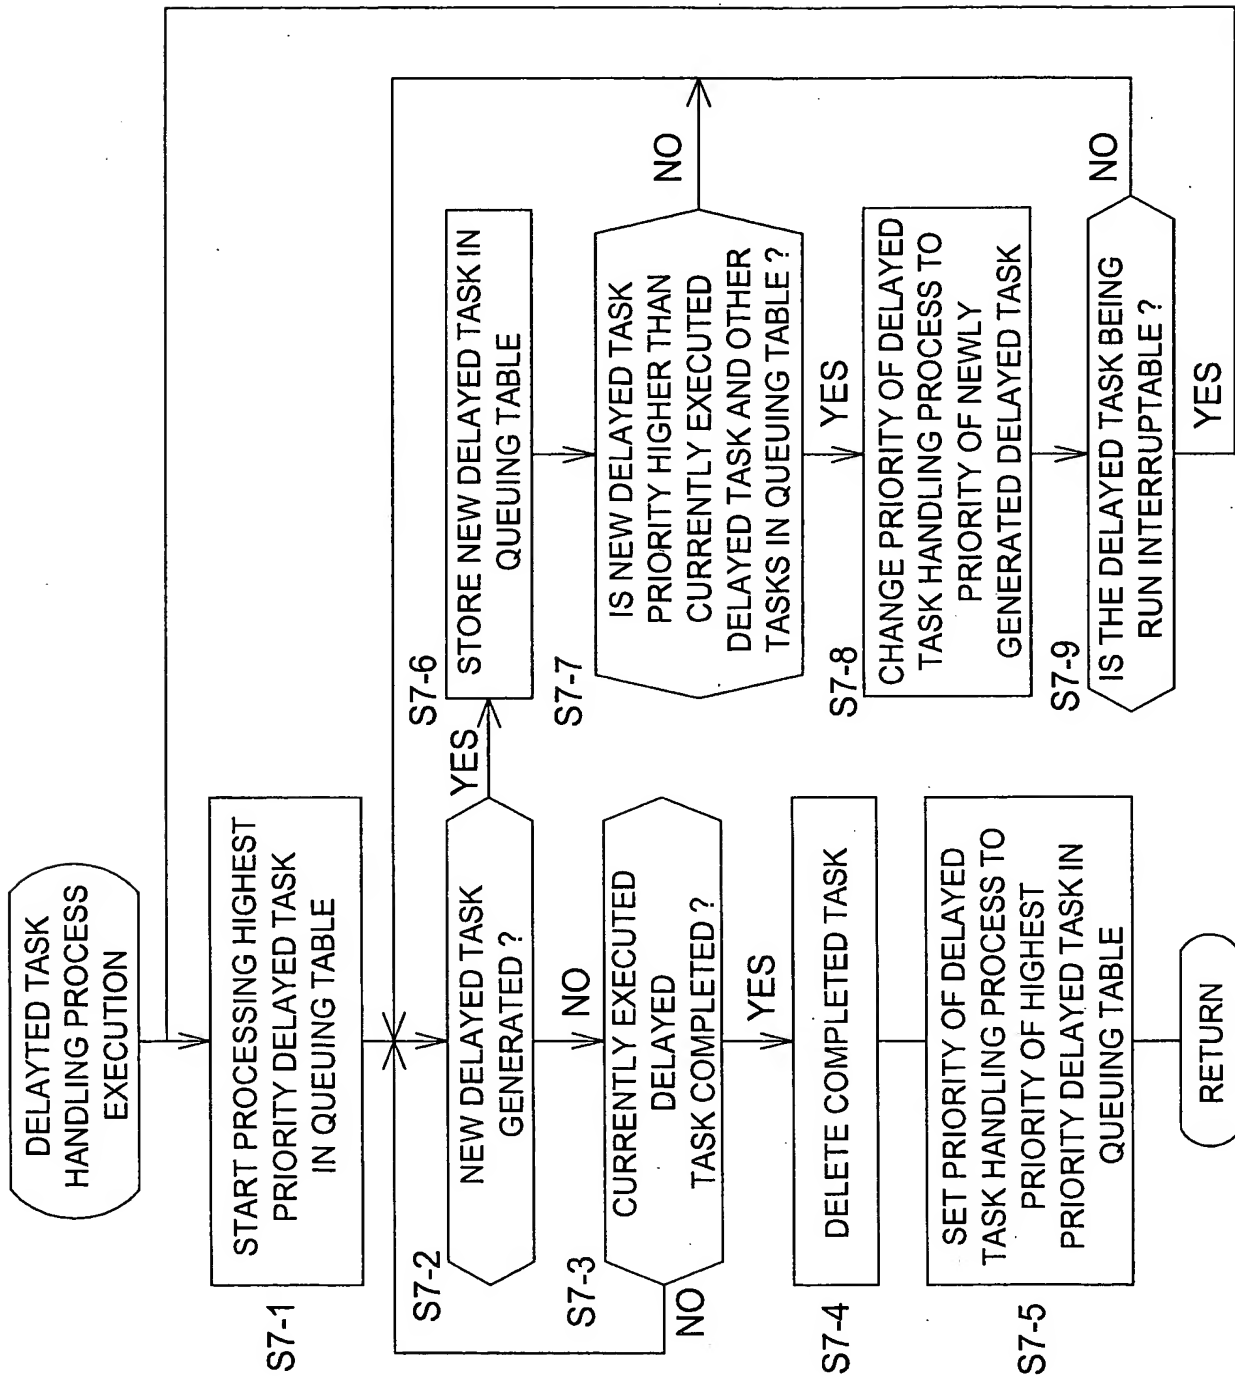 DELAYTED TASK
HANDLING PROCESS
EXECUTION
S7-1
START PROCESSING HIGHEST
PRIORITY DELAYED TASK
IN QUEUING TABLE
S7-2
NEW DELAYED TASK
GENERATED ?
YES
NO
S7-3
CURRENTLY EXECUTED
DELAYED
TASK COMPLETED ?
NO
YES
S7-4
DELETE COMPLETED TASK
S7-5
SET PRIORITY OF DELAYED
TASK HANDLING PROCESS TO
PRIORITY OF HIGHEST
PRIORITY DELAYED TASK IN
QUEUING TABLE
RETURN
S7-6
STORE NEW DELAYED TASK IN
QUEUING TABLE
S7-7
IS NEW DELAYED TASK
PRIORITY HIGHER THAN
CURRENTLY EXECUTED
DELAYED TASK AND OTHER
TASKS IN QUEUING TABLE ?
NO
YES
S7-8
CHANGE PRIORITY OF DELAYED
TASK HANDLING PROCESS TO
PRIORITY OF NEWLY
GENERATED DELAYED TASK
S7-9
IS THE DELAYED TASK BEING
RUN INTERRUPTABLE ?
NO
YES